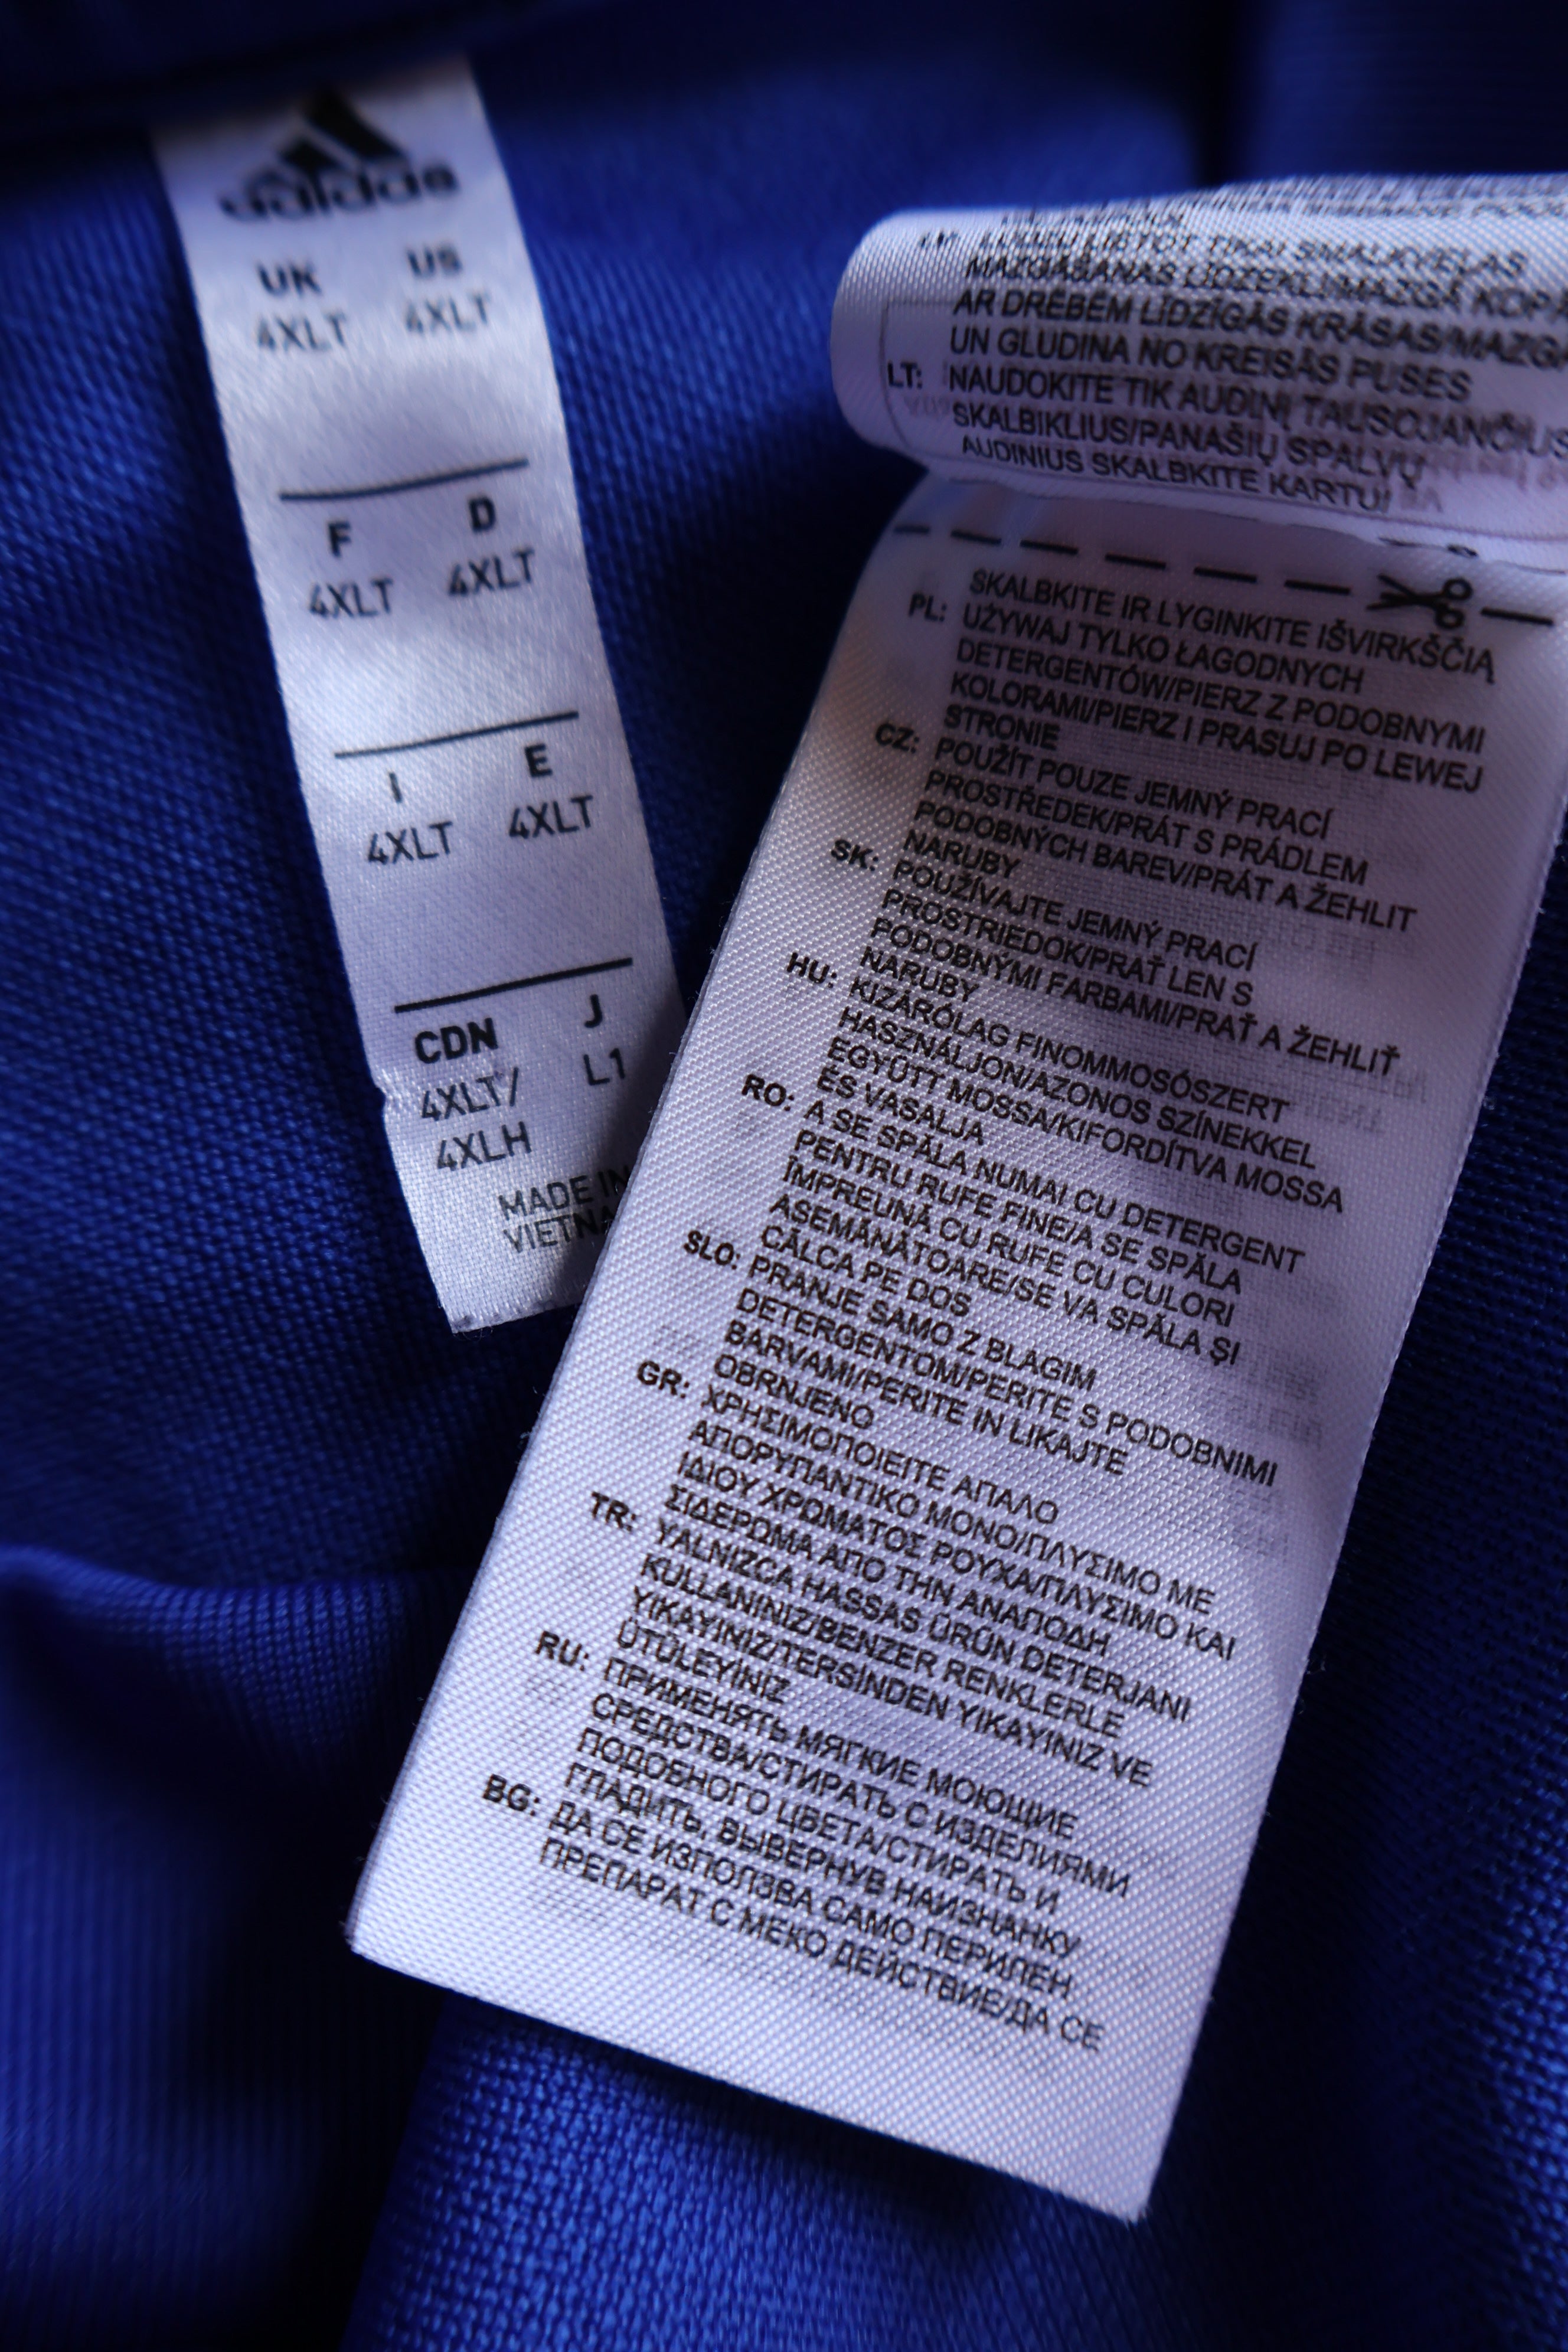 adidas
UK US
4XLT 4XLT
F D
4XLT 4XLT
I E
4XLT 4XLT
CDN J
4XLT/ L1
4XLH
MADE IN
LIETOT TIKAI SMALKVEĻAS
MAZGĀŠANAS LĪDZEKLI/MAZGĀ KOP
AR DRĒBĒM LĪDZĪGĀS KRĀSĀS/MAZGĀ
UN GLUDINA NO KREISĀS PUSES
LT: NAUDOKITE TIK AUDINĮ TAUSOJANČIUS
SKALBIKLIUS/PANAŠIŲ SPALVŲ
AUDINIUS SKALBKITE KARTU/
SKALBKITE IR LYGINKITE IŠVIRKŠČIĄ
PL: UŻYWAJ TYLKO ŁAGODNYCH
DETERGENTÓW/PIERZ Z PODOBNYMI
KOLORAMI/PIERZ I PRASUJ PO LEWEJ
STRONIE
CZ: POUŽÍT POUZE JEMNÝ PRACÍ
PROSTŘEDEK/PRÁT S PRÁDLEM
PODOBNÝCH BAREV/PRÁT A ŽEHLIT
NARUBY
SK: POUŽÍVAJTE JEMNÝ PRACÍ
PROSTRIEDOK/PRAŤ LEN S
PODOBNÝMI FARBAMI/PRAŤ A ŽEHLIŤ
NARUBY
HU: KIZÁRÓLAG FINOMMOSÓSZERT
HASZNÁLJON/AZONOS SZÍNEKKEL
EGYÜTT MOSSA/KIFORDÍTVA MOSSA
ÉS VASALJA
RO: A SE SPĂLA NUMAI CU DETERGENT
PENTRU RUFE FINE/A SE SPĂLA
ÎMPREUNĂ CU RUFE CU CULORI
ASEMĂNĂTOARE/SE VA SPĂLA ȘI
CĂLCA PE DOS
SLO: PRANJE SAMO Z BLAGIM
DETERGENTOM/PERITE S PODOBNIMI
BARVAMI/PERITE IN LIKAJTE
OBRNJENO
GR: ΧΡΗΣΙΜΟΠΟΙΕΙΤΕ ΑΠΑΛΟ
ΑΠΟΡΥΠΑΝΤΙΚΟ ΜΟΝΟ/ΠΛΥΣΙΜΟ ΜΕ
ΙΔΙΟΥ ΧΡΩΜΑΤΟΣ ΡΟΥΧΑ/ΠΛΥΣΙΜΟ ΚΑΙ
ΣΙΔΕΡΩΜΑ ΑΠΟ ΤΗΝ ΑΝΑΠΟΔΗ
TR: YALNIZCA HASSAS ÜRÜN DETERJANI
KULLANINIZ/BENZER RENKLERLE
YIKAYINIZ/TERSİNDEN YIKAYINIZ VE
ÜTÜLEYINIZ
RU: ПРИМЕНЯТЬ МЯГКИЕ МОЮЩИЕ
СРЕДСТВА/СТИРАТЬ С ИЗДЕЛИЯМИ
ПОДОБНОГО ЦВЕТА/СТИРАТЬ И
ГЛАДИТЬ, ВЫВЕРНУВ НАИЗНАНКУ
BG: ДА СЕ ИЗПОЛЗВА САМО ПЕРИЛЕН
ПРЕПАРАТ С МЕКО ДЕЙСТВИЕ/ДА СЕ